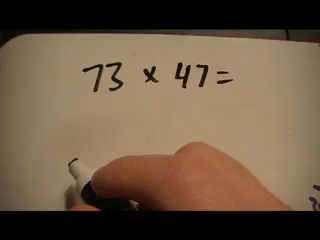 73 × 47 =